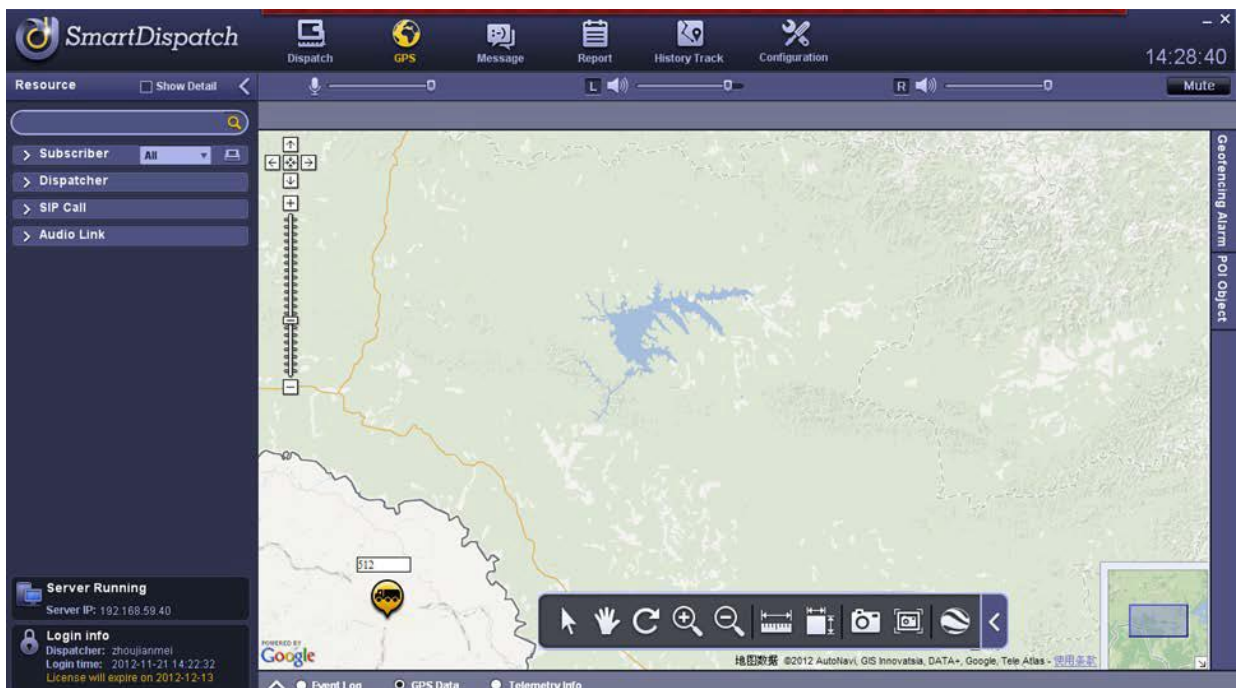 SmartDispatch
Dispatch
GPS
Message
Report
History Track
Configuration
14:28:40
Resource
Show Detail
L
R
Mute
Subscriber All
Dispatcher
SIP Call
Audio Link
Geofencing Alarm
POI Object
512
Server Running
Server IP: 192.168.59.40
Login info
Dispatcher: zhoujianmei
Login time: 2012-11-21 14:22:32
License will expire on 2012-12-13
POWERED BY
Google
地图数据 ©2012 AutoNavi, GIS Innovatsia, DATA+, Google, Tele Atlas - 使用条款
Event Log
GPS Data
Telemetry Info